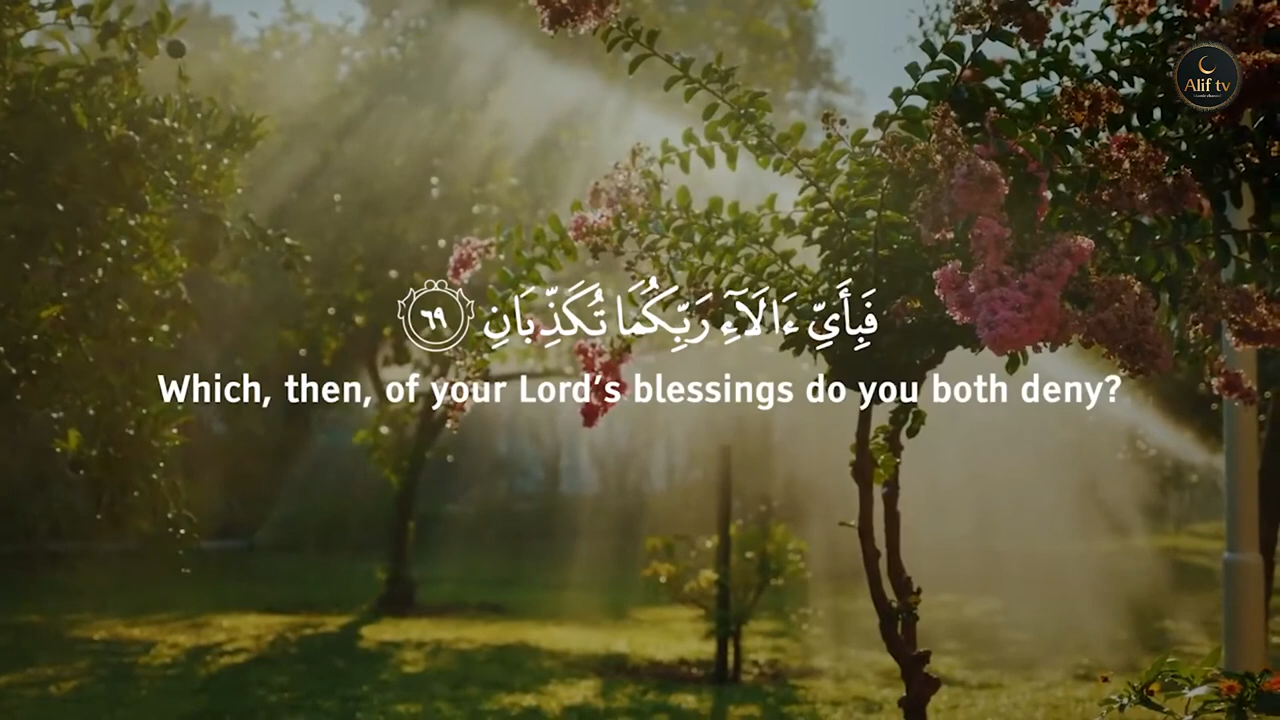 فَبِأَيِّ ءَالَآءِ رَبِّكُمَا تُكَذِّبَانِ ٦٩
Which, then, of your Lord’s blessings do you both deny?
Alif tv